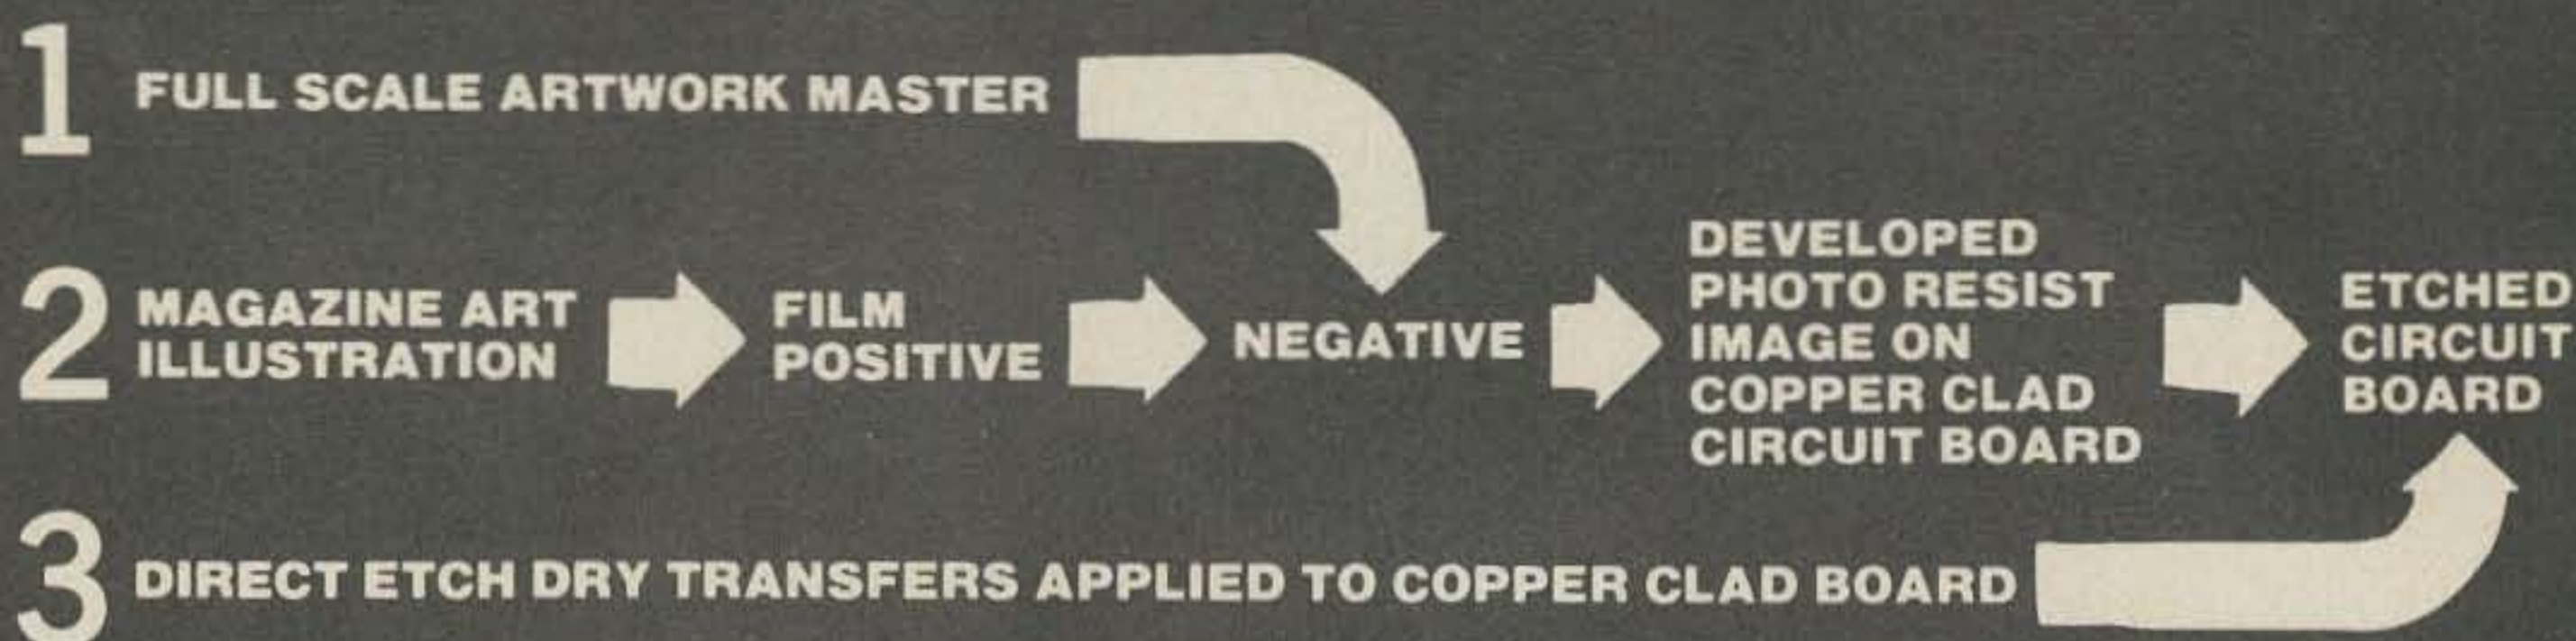 1
FULL SCALE ARTWORK MASTER
2
MAGAZINE ART
ILLUSTRATION
FILM
POSITIVE
NEGATIVE
DEVELOPED
PHOTO RESIST
IMAGE ON
COPPER CLAD
CIRCUIT BOARD
ETCHED
CIRCUIT
BOARD
3
DIRECT ETCH DRY TRANSFERS APPLIED TO COPPER CLAD BOARD